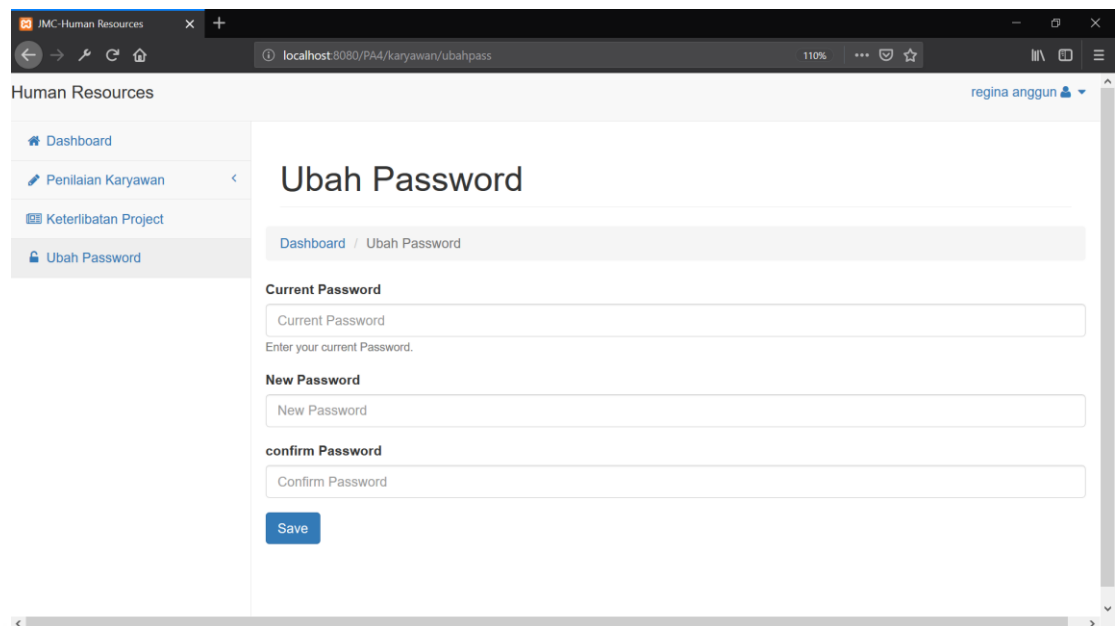 JMC-Human Resources
localhost:8080/PA4/karyawan/ubahpass
110%
Human Resources
regina anggun
Dashboard
Penilaian Karyawan
Keterlibatan Project
Ubah Password
Ubah Password
Dashboard / Ubah Password
Current Password
Current Password
Enter your current Password.
New Password
New Password
confirm Password
Confirm Password
Save